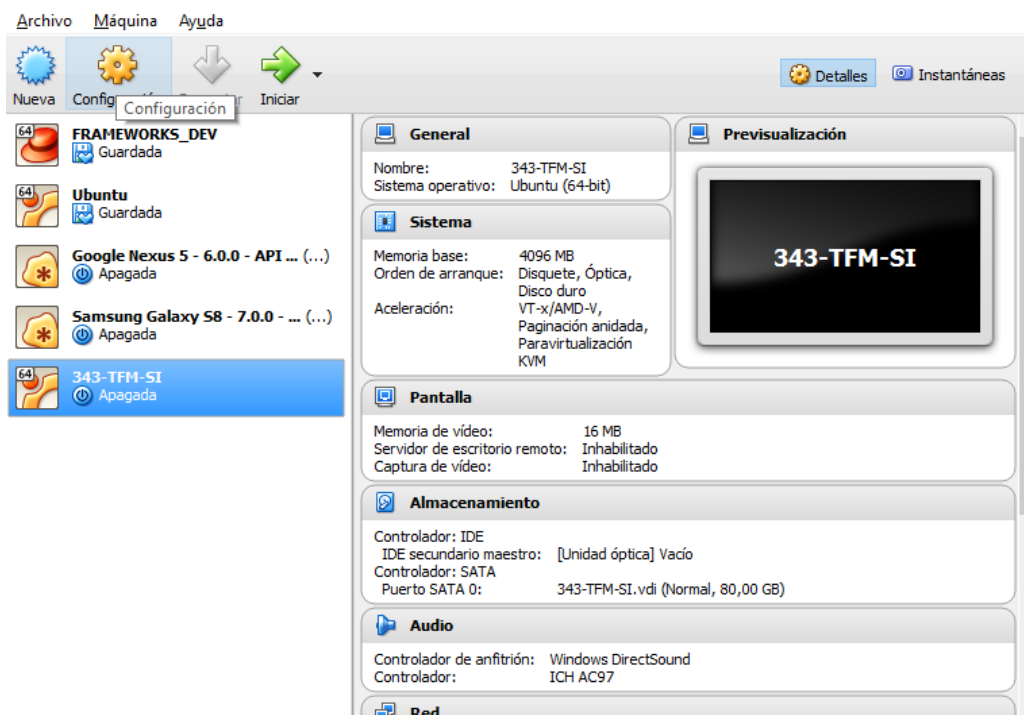 Archivo Máquina Ayuda
Nueva Iniciar
Configuración
Detalles Instantáneas
64 FRAMEWORKS_DEV
Guardada
64 Ubuntu
Guardada
Google Nexus 5 - 6.0.0 - API ... (...)
Apagada
Samsung Galaxy S8 - 7.0.0 - ... (...)
Apagada
64 343-TFM-SI
Apagada
General
Nombre: 343-TFM-SI
Sistema operativo: Ubuntu (64-bit)
Sistema
Memoria base: 4096 MB
Orden de arranque: Disquete, Óptica,
Disco duro
Aceleración: VT-x/AMD-V,
Paginación anidada,
Paravirtualización
KVM
Previsualización
343-TFM-SI
Pantalla
Memoria de vídeo: 16 MB
Servidor de escritorio remoto: Inhabilitado
Captura de vídeo: Inhabilitado
Almacenamiento
Controlador: IDE
IDE secundario maestro: [Unidad óptica] Vacío
Controlador: SATA
Puerto SATA 0: 343-TFM-SI.vdi (Normal, 80,00 GB)
Audio
Controlador de anfitrión: Windows DirectSound
Controlador: ICH AC97
Red